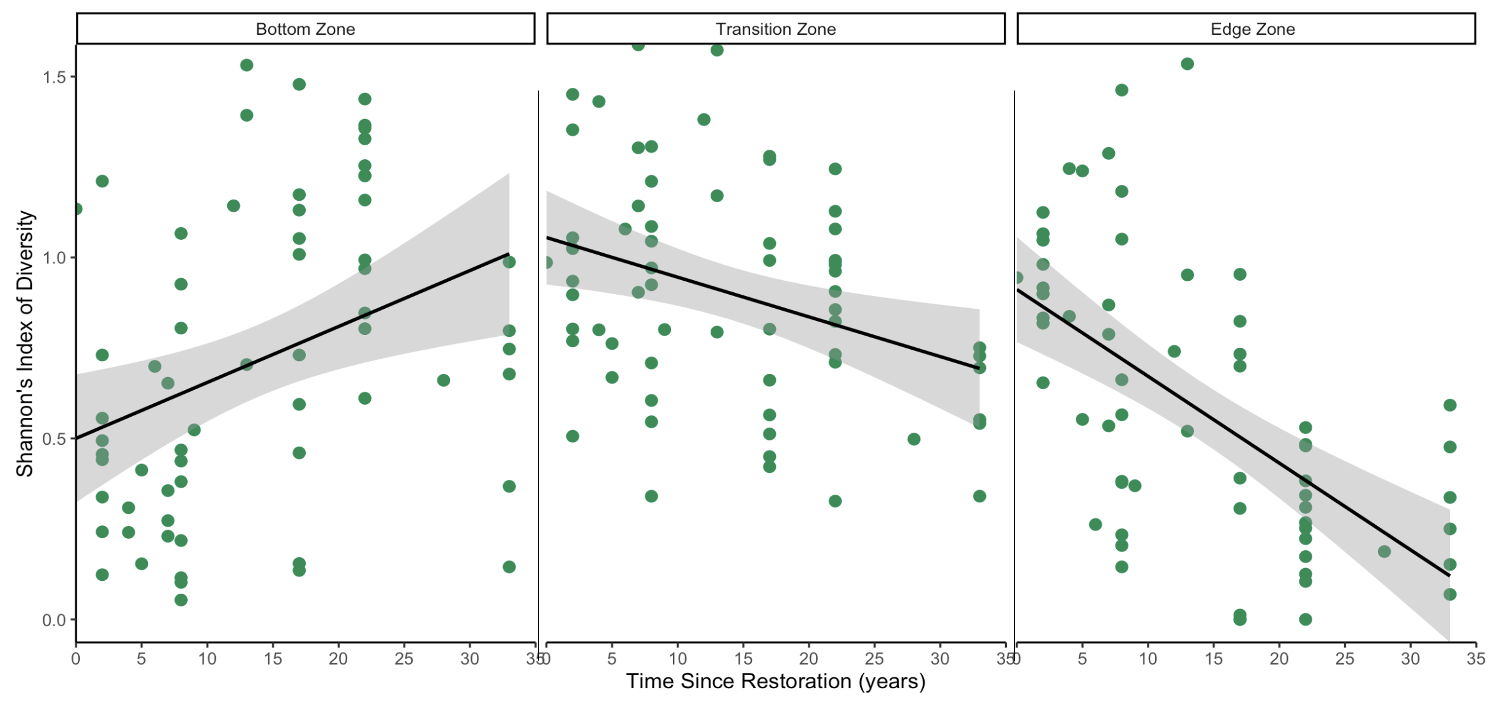 Bottom Zone Transition Zone Edge Zone
Shannon's Index of Diversity
1.5
1.0
0.5
0.0
0 5 10 15 20 25 30 35 0 5 10 15 20 25 30 35 0 5 10 15 20 25 30 35
Time Since Restoration (years)